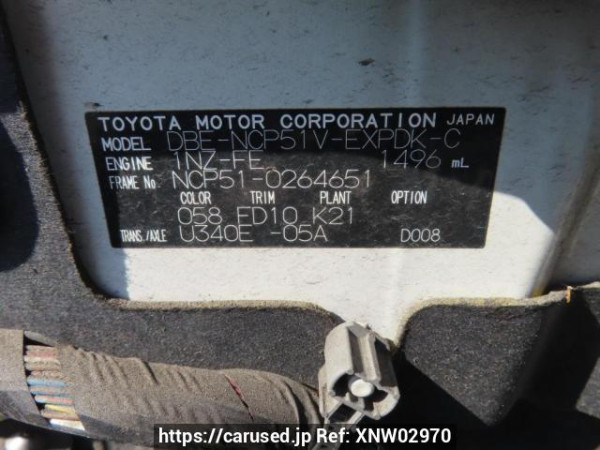 TOYOTA MOTOR CORPORATION JAPAN
MODEL DBE-NCP51V-EXPDK-C
ENGINE 1NZ-FE 1496 mL
FRAME No. NCP51-0264651
COLOR TRIM PLANT OPTION
058 FD10 K21
TRANS./AXLE U340E -05A D008
https://carused.jp Ref: XNW02970